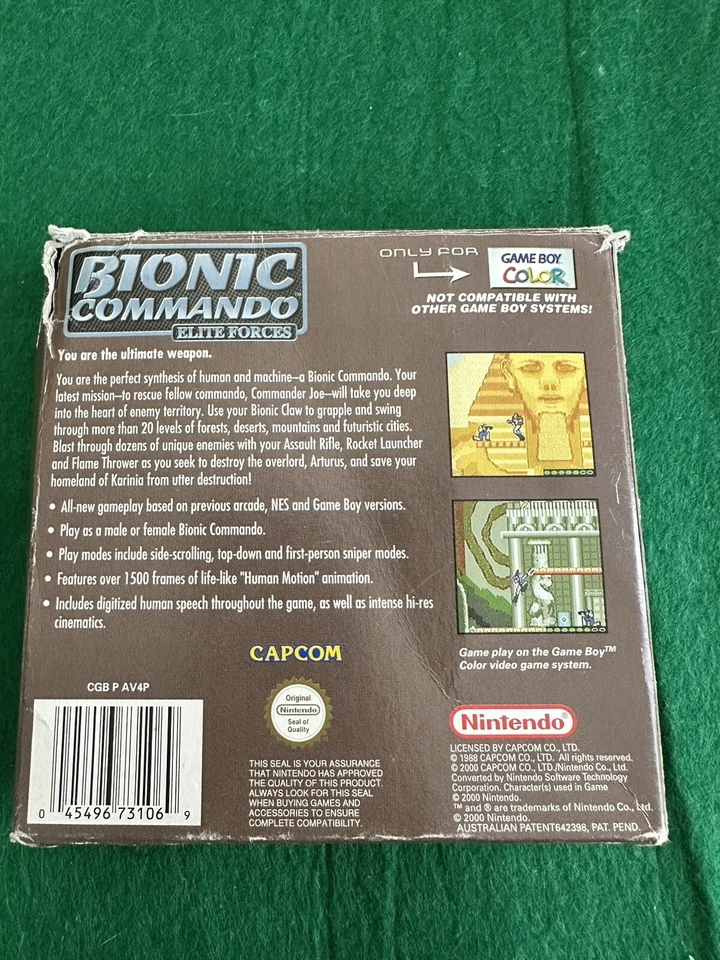 BIONIC
COMMANDO™
ELITE FORCES
ONLY FOR
GAME BOY
COLOR
NOT COMPATIBLE WITH
OTHER GAME BOY SYSTEMS!
You are the ultimate weapon.
You are the perfect synthesis of human and machine—a Bionic Commando. Your
latest mission—to rescue fellow commando, Commander Joe—will take you deep
into the heart of enemy territory. Use your Bionic Claw to grapple and swing
through more than 20 levels of forests, deserts, mountains and futuristic cities.
Blast through dozens of unique enemies with your Assault Rifle, Rocket Launcher
and Flame Thrower as you seek to destroy the overlord, Arturus, and save your
homeland of Karinia from utter destruction!
• All-new gameplay based on previous arcade, NES and Game Boy versions.
• Play as a male or female Bionic Commando.
• Play modes include side-scrolling, top-down and first-person sniper modes.
• Features over 1500 frames of life-like "Human Motion" animation.
• Includes digitized human speech throughout the game, as well as intense hi-res
cinematics.
Game play on the Game Boy™
Color video game system.
CAPCOM
CGB P AV4P
0 45496 73106 9
Original
Nintendo
Seal of
Quality
THIS SEAL IS YOUR ASSURANCE
THAT NINTENDO HAS APPROVED
THE QUALITY OF THIS PRODUCT.
ALWAYS LOOK FOR THIS SEAL
WHEN BUYING GAMES AND
ACCESSORIES TO ENSURE
COMPLETE COMPATIBILITY.
Nintendo®
LICENSED BY CAPCOM CO., LTD.
© 1988 CAPCOM CO., LTD. All rights reserved.
© 2000 CAPCOM CO., LTD./Nintendo Co., Ltd.
Converted by Nintendo Software Technology
Corporation. Character(s) used in Game
© 2000 Nintendo.
™ and ® are trademarks of Nintendo Co., Ltd.
© 2000 Nintendo.
AUSTRALIAN PATENT642398, PAT. PEND.